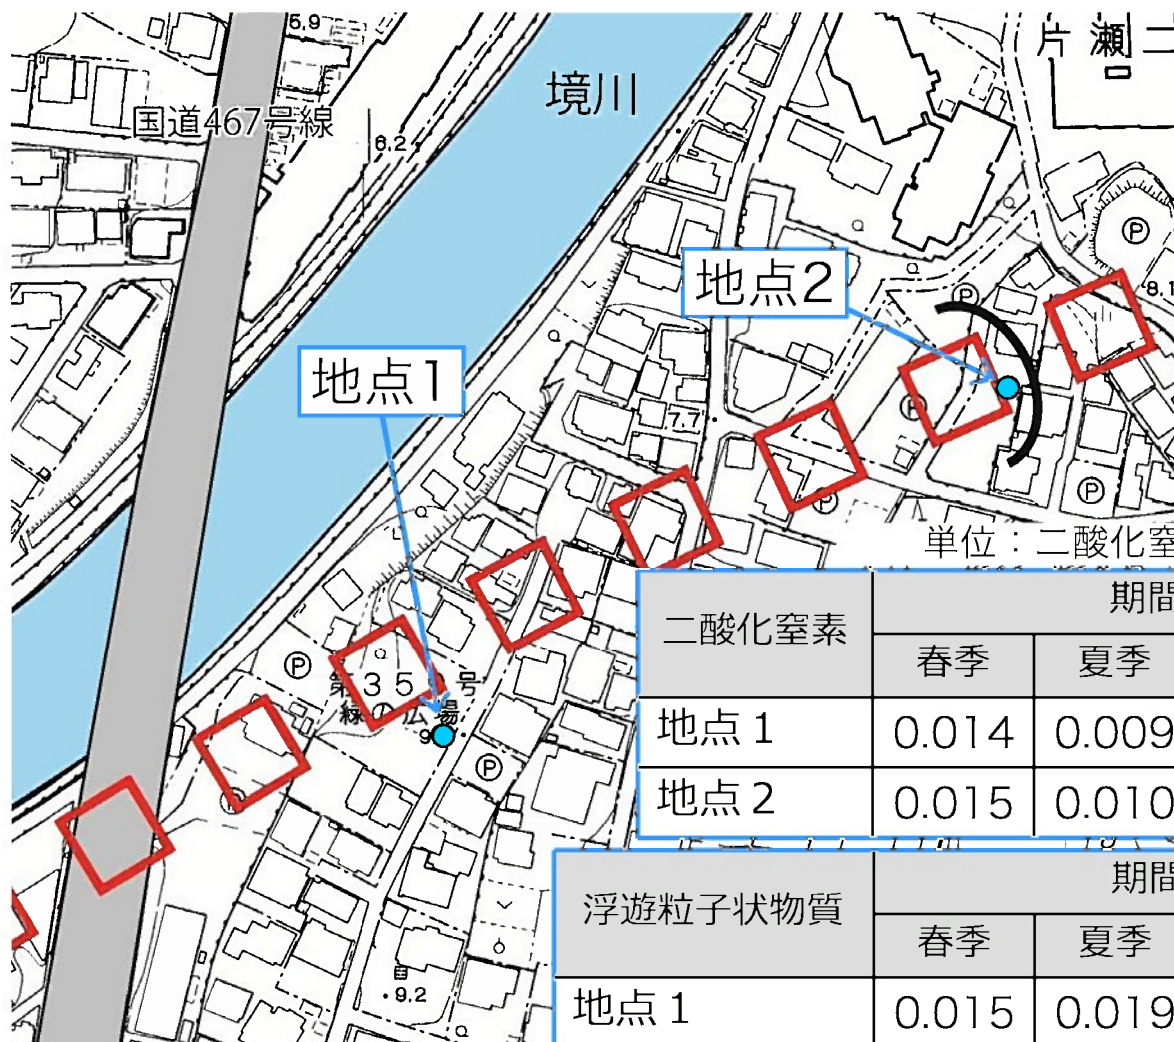 5.9
境川
片瀬二
国道467号線
6.2
Ⓟ
地点2
8.1
Ⓟ
地点1
7.7
Ⓟ
Ⓟ
Ⓟ
単位：二酸化窒
二酸化窒素
期間
春季
夏季
地点1
0.014
0.009
地点2
0.015
0.010
Ⓟ
号
緑の広場
Ⓟ
浮遊粒子状物質
期間
春季
夏季
地点1
0.015
0.019
9.2